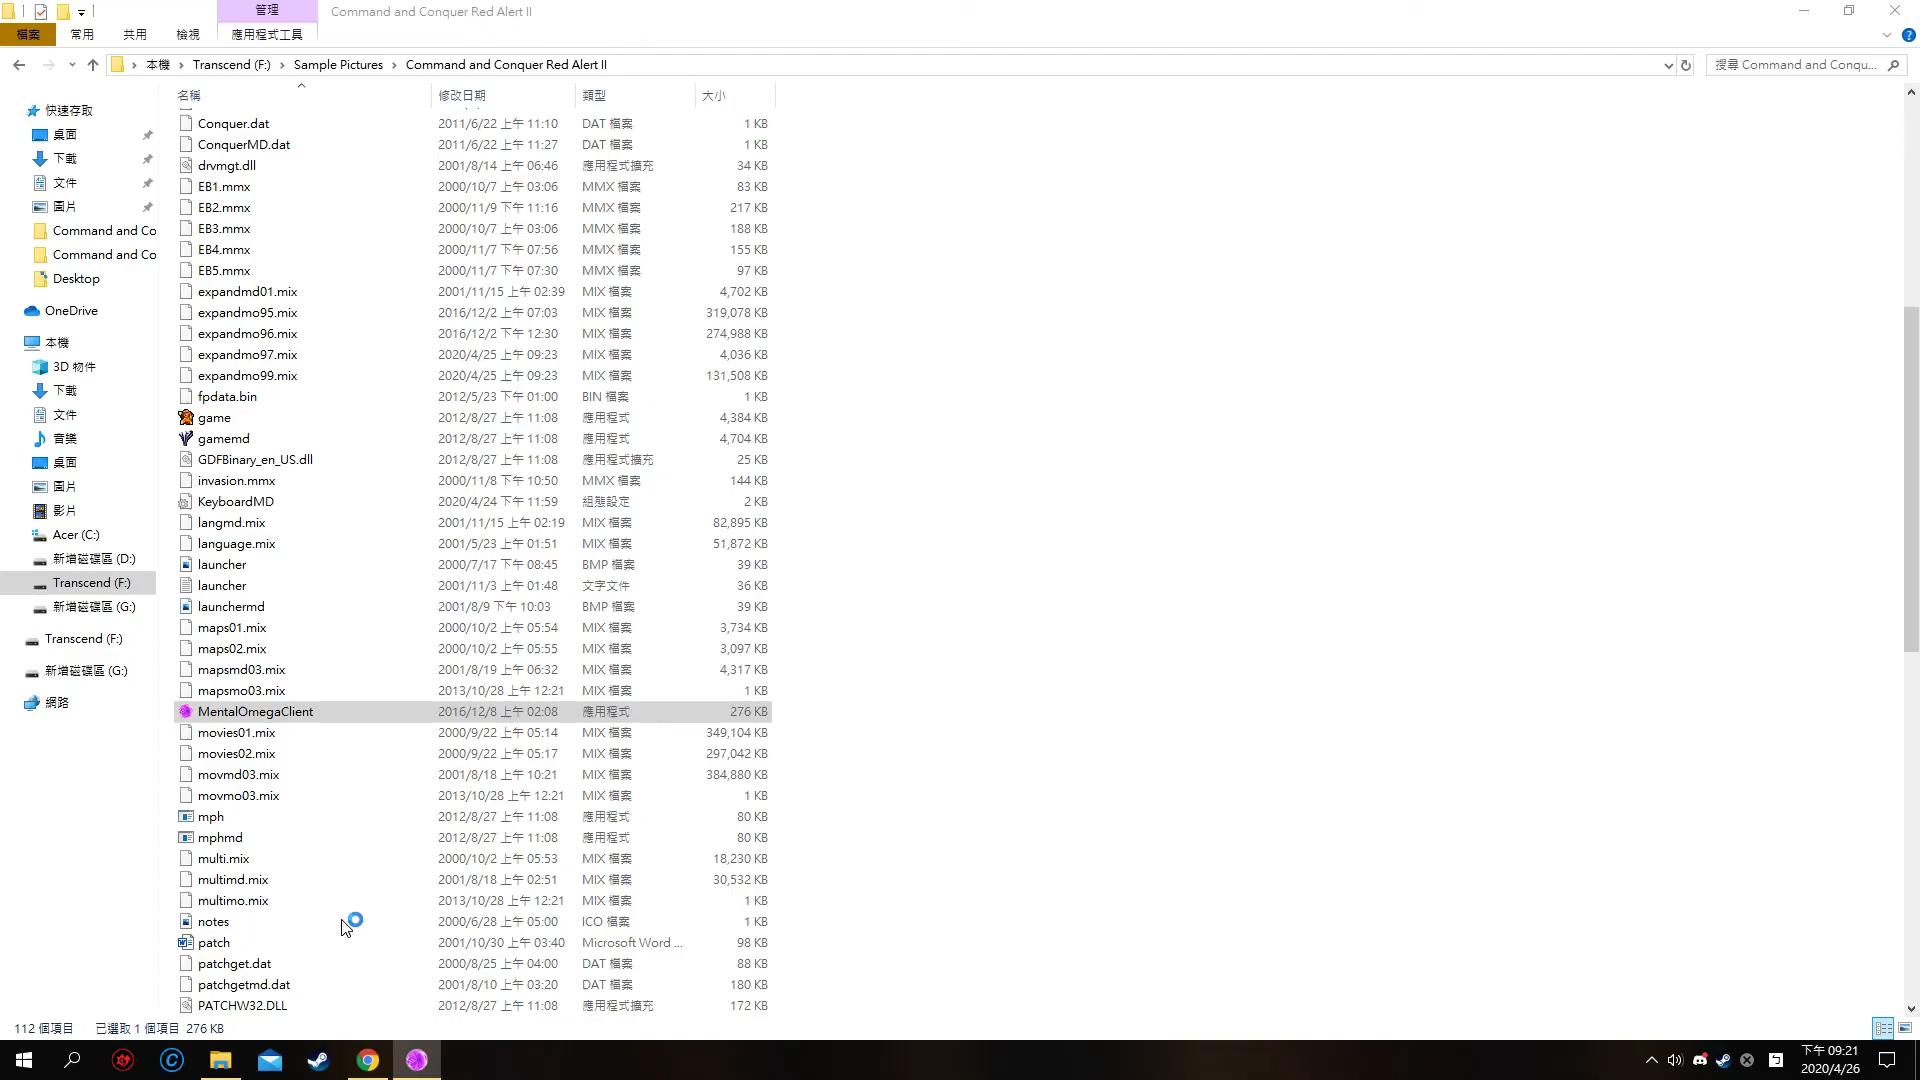 管理
Command and Conquer Red Alert II
檔案 常用 共用 檢視 應用程式工具
本機 Transcend (F:) Sample Pictures Command and Conquer Red Alert II
搜尋 Command and Conqu...
名稱 修改日期 類型 大小
快速存取
桌面
下載
文件
圖片
Command and Co
Command and Co
Desktop
OneDrive
本機
3D 物件
下載
文件
音樂
桌面
圖片
影片
Acer (C:)
新增磁碟區 (D:)
Transcend (F:)
新增磁碟區 (G:)
Transcend (F:)
新增磁碟區 (G:)
網路
Conquer.dat 2011/6/22 上午 11:10 DAT 檔案 1 KB
ConquerMD.dat 2011/6/22 上午 11:27 DAT 檔案 1 KB
drvmgt.dll 2001/8/14 上午 06:46 應用程式擴充 34 KB
EB1.mmx 2000/10/7 上午 03:06 MMX 檔案 83 KB
EB2.mmx 2000/11/9 下午 11:16 MMX 檔案 217 KB
EB3.mmx 2000/10/7 上午 03:06 MMX 檔案 188 KB
EB4.mmx 2000/11/7 下午 07:56 MMX 檔案 155 KB
EB5.mmx 2000/11/7 下午 07:30 MMX 檔案 97 KB
expandmd01.mix 2001/11/15 上午 02:39 MIX 檔案 4,702 KB
expandmo95.mix 2016/12/2 上午 07:03 MIX 檔案 319,078 KB
expandmo96.mix 2016/12/2 下午 12:30 MIX 檔案 274,988 KB
expandmo97.mix 2020/4/25 上午 09:23 MIX 檔案 4,036 KB
expandmo99.mix 2020/4/25 上午 09:23 MIX 檔案 131,508 KB
fpdata.bin 2012/5/23 下午 01:00 BIN 檔案 1 KB
game 2012/8/27 上午 11:08 應用程式 4,384 KB
gamemd 2012/8/27 上午 11:08 應用程式 4,704 KB
GDFBinary_en_US.dll 2012/8/27 上午 11:08 應用程式擴充 25 KB
invasion.mmx 2000/11/8 下午 10:50 MMX 檔案 144 KB
KeyboardMD 2020/4/24 下午 11:59 組態設定 2 KB
langmd.mix 2001/11/15 上午 02:19 MIX 檔案 82,895 KB
language.mix 2001/5/23 上午 01:51 MIX 檔案 51,872 KB
launcher 2000/7/17 下午 08:45 BMP 檔案 39 KB
launcher 2001/11/3 上午 01:48 文字文件 36 KB
launchermd 2001/8/9 下午 10:03 BMP 檔案 39 KB
maps01.mix 2000/10/2 上午 05:54 MIX 檔案 3,734 KB
maps02.mix 2000/10/2 上午 05:55 MIX 檔案 3,097 KB
mapsmd03.mix 2001/8/19 上午 06:32 MIX 檔案 4,317 KB
mapsmo03.mix 2013/10/28 上午 12:21 MIX 檔案 1 KB
MentalOmegaClient 2016/12/8 上午 02:08 應用程式 276 KB
movies01.mix 2000/9/22 上午 05:14 MIX 檔案 349,104 KB
movies02.mix 2000/9/22 上午 05:17 MIX 檔案 297,042 KB
movmd03.mix 2001/8/18 上午 10:21 MIX 檔案 384,880 KB
movmo03.mix 2013/10/28 上午 12:21 MIX 檔案 1 KB
mph 2012/8/27 上午 11:08 應用程式 80 KB
mphmd 2012/8/27 上午 11:08 應用程式 80 KB
multi.mix 2000/10/2 上午 05:53 MIX 檔案 18,230 KB
multimd.mix 2001/8/18 上午 02:51 MIX 檔案 30,532 KB
multimo.mix 2013/10/28 上午 12:21 MIX 檔案 1 KB
notes 2000/6/28 上午 05:00 ICO 檔案 1 KB
patch 2001/10/30 上午 03:40 Microsoft Word ... 98 KB
patchget.dat 2000/8/25 上午 04:00 DAT 檔案 88 KB
patchgetmd.dat 2001/8/10 上午 03:20 DAT 檔案 180 KB
PATCHW32.DLL 2012/8/27 上午 11:08 應用程式擴充 172 KB
112 個項目 已選取 1 個項目 276 KB
下午 09:21
2020/4/26